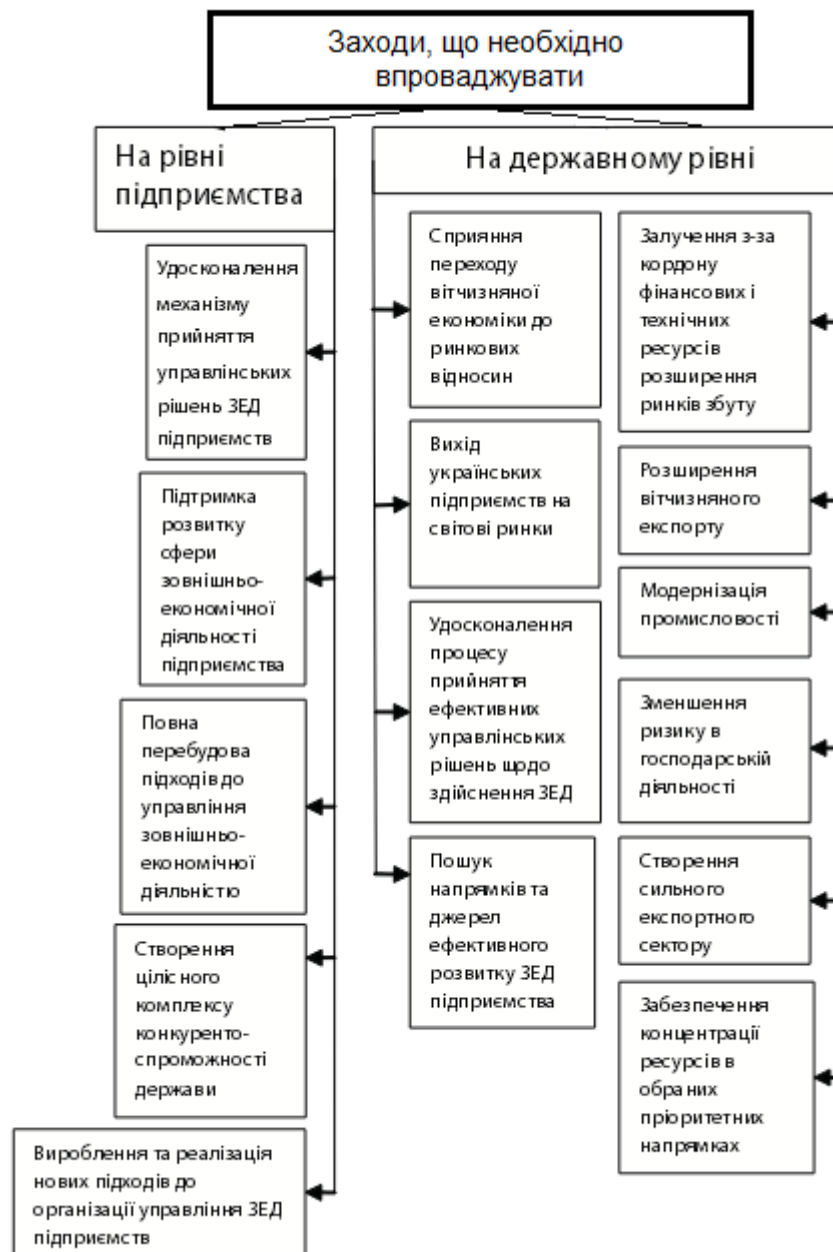 Заходи, що необхідно
впроваджувати
На рівні
підприємства
Удосконалення
механізму
прийняття
управлінських
рішень ЗЕД
підприємств
Підтримка
розвитку
сфери
зовнішньо-
економічної
діяльності
підприємства
Повна
перебудова
підходів до
управління
зовнішньо-
економічної
діяльністю
Створення
цілісного
комплексу
конкуренто-
спроможності
держави
Вироблення та реалізація
нових підходів до
організації управління ЗЕД
підприємств
На державному рівні
Сприяння
переходу
вітчизняної
економіки до
ринкових
відносин
Вихід
українських
підприємств на
світові ринки
Удосконалення
процесу
прийняття
ефективних
управлінських
рішень щодо
здійснення ЗЕД
Пошук
напрямків та
джерел
ефективного
розвитку ЗЕД
підприємства
Залучення з-за
кордону
фінансових і
технічних
ресурсів
розширення
ринків збуту
Розширення
вітчизняного
експорту
Модернізація
промисловості
Зменшення
ризику в
господарській
діяльності
Створення
сильного
експортного
сектору
Забезпечення
концентрації
ресурсів в
обраних
пріоритетних
напрямках